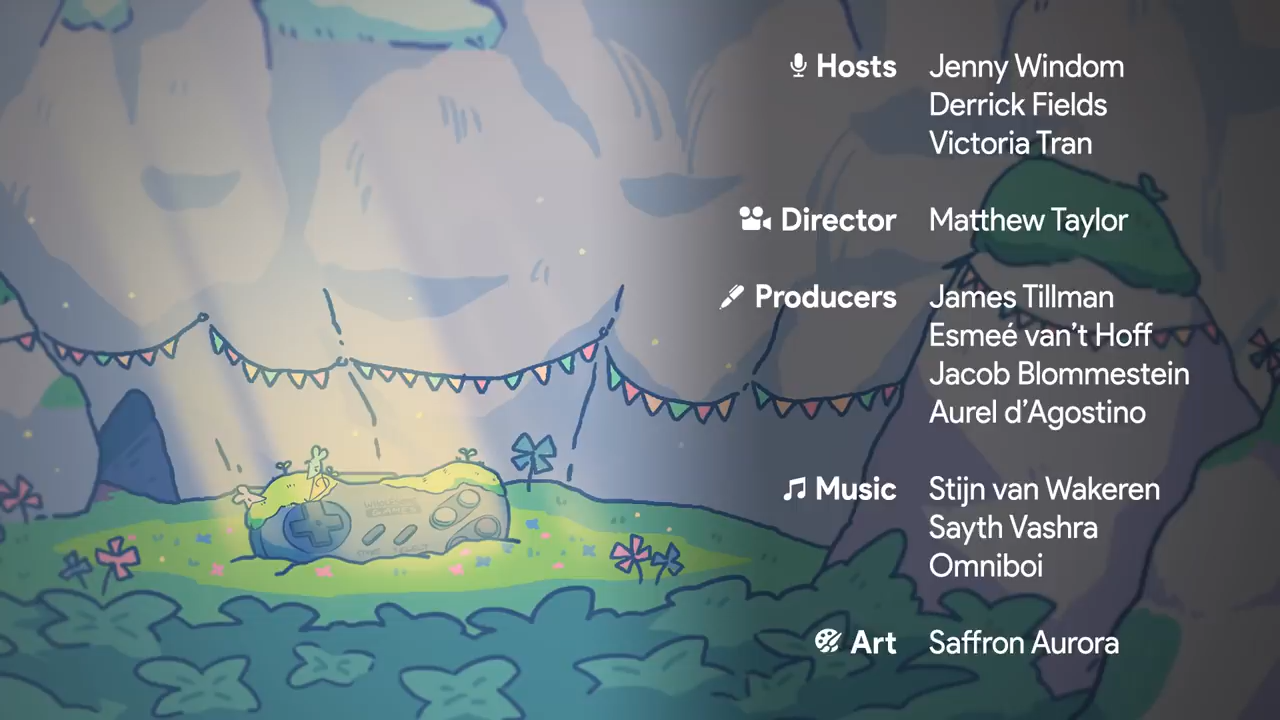 Hosts Jenny Windom
Derrick Fields
Victoria Tran
Director Matthew Taylor
Producers James Tillman
Esmeé van’t Hoff
Jacob Blommestein
Aurel d’Agostino
Music Stijn van Wakeren
Sayth Vashra
Omniboi
Art Saffron Aurora
GAMES